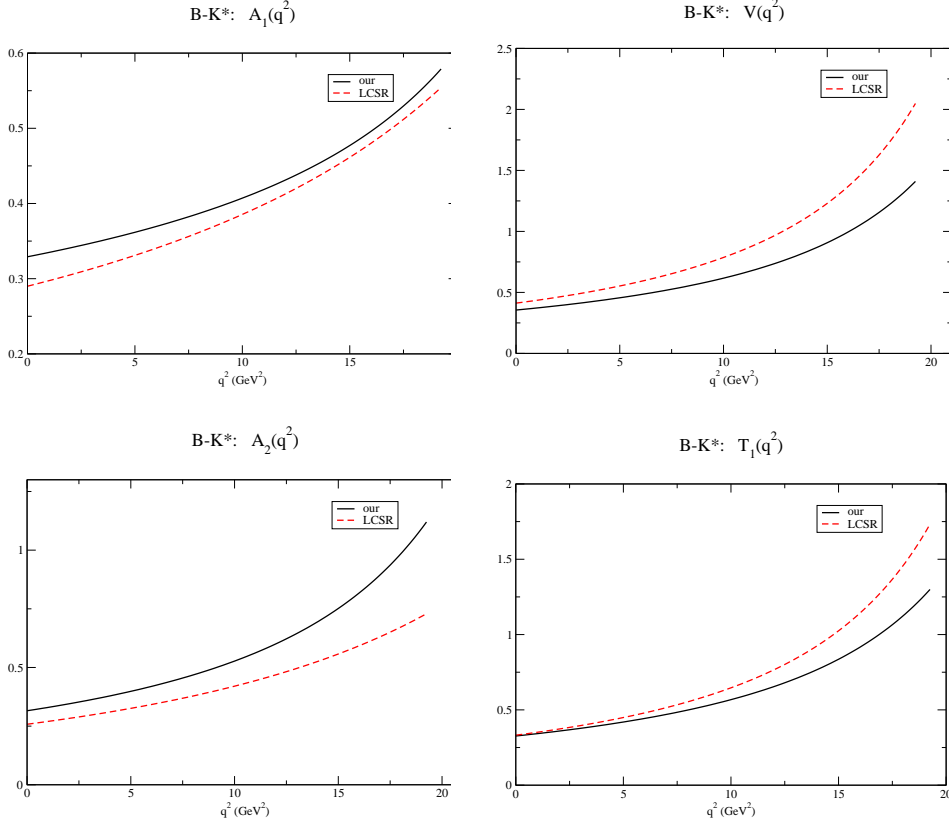 B-K*: A₁(q²)
0.6
0.5
0.4
0.3
0.2
our
LCSR
0 5 10 15
q² (GeV²)
B-K*: V(q²)
2.5
2
1.5
1
0.5
0
our
LCSR
0 5 10 15 20
q² (GeV²)
B-K*: A₂(q²)
1
0.5
0
our
LCSR
0 5 10 15 20
q² (GeV²)
B-K*: T₁(q²)
2
1.5
1
0.5
0
our
LCSR
0 5 10 15 20
q² (GeV²)